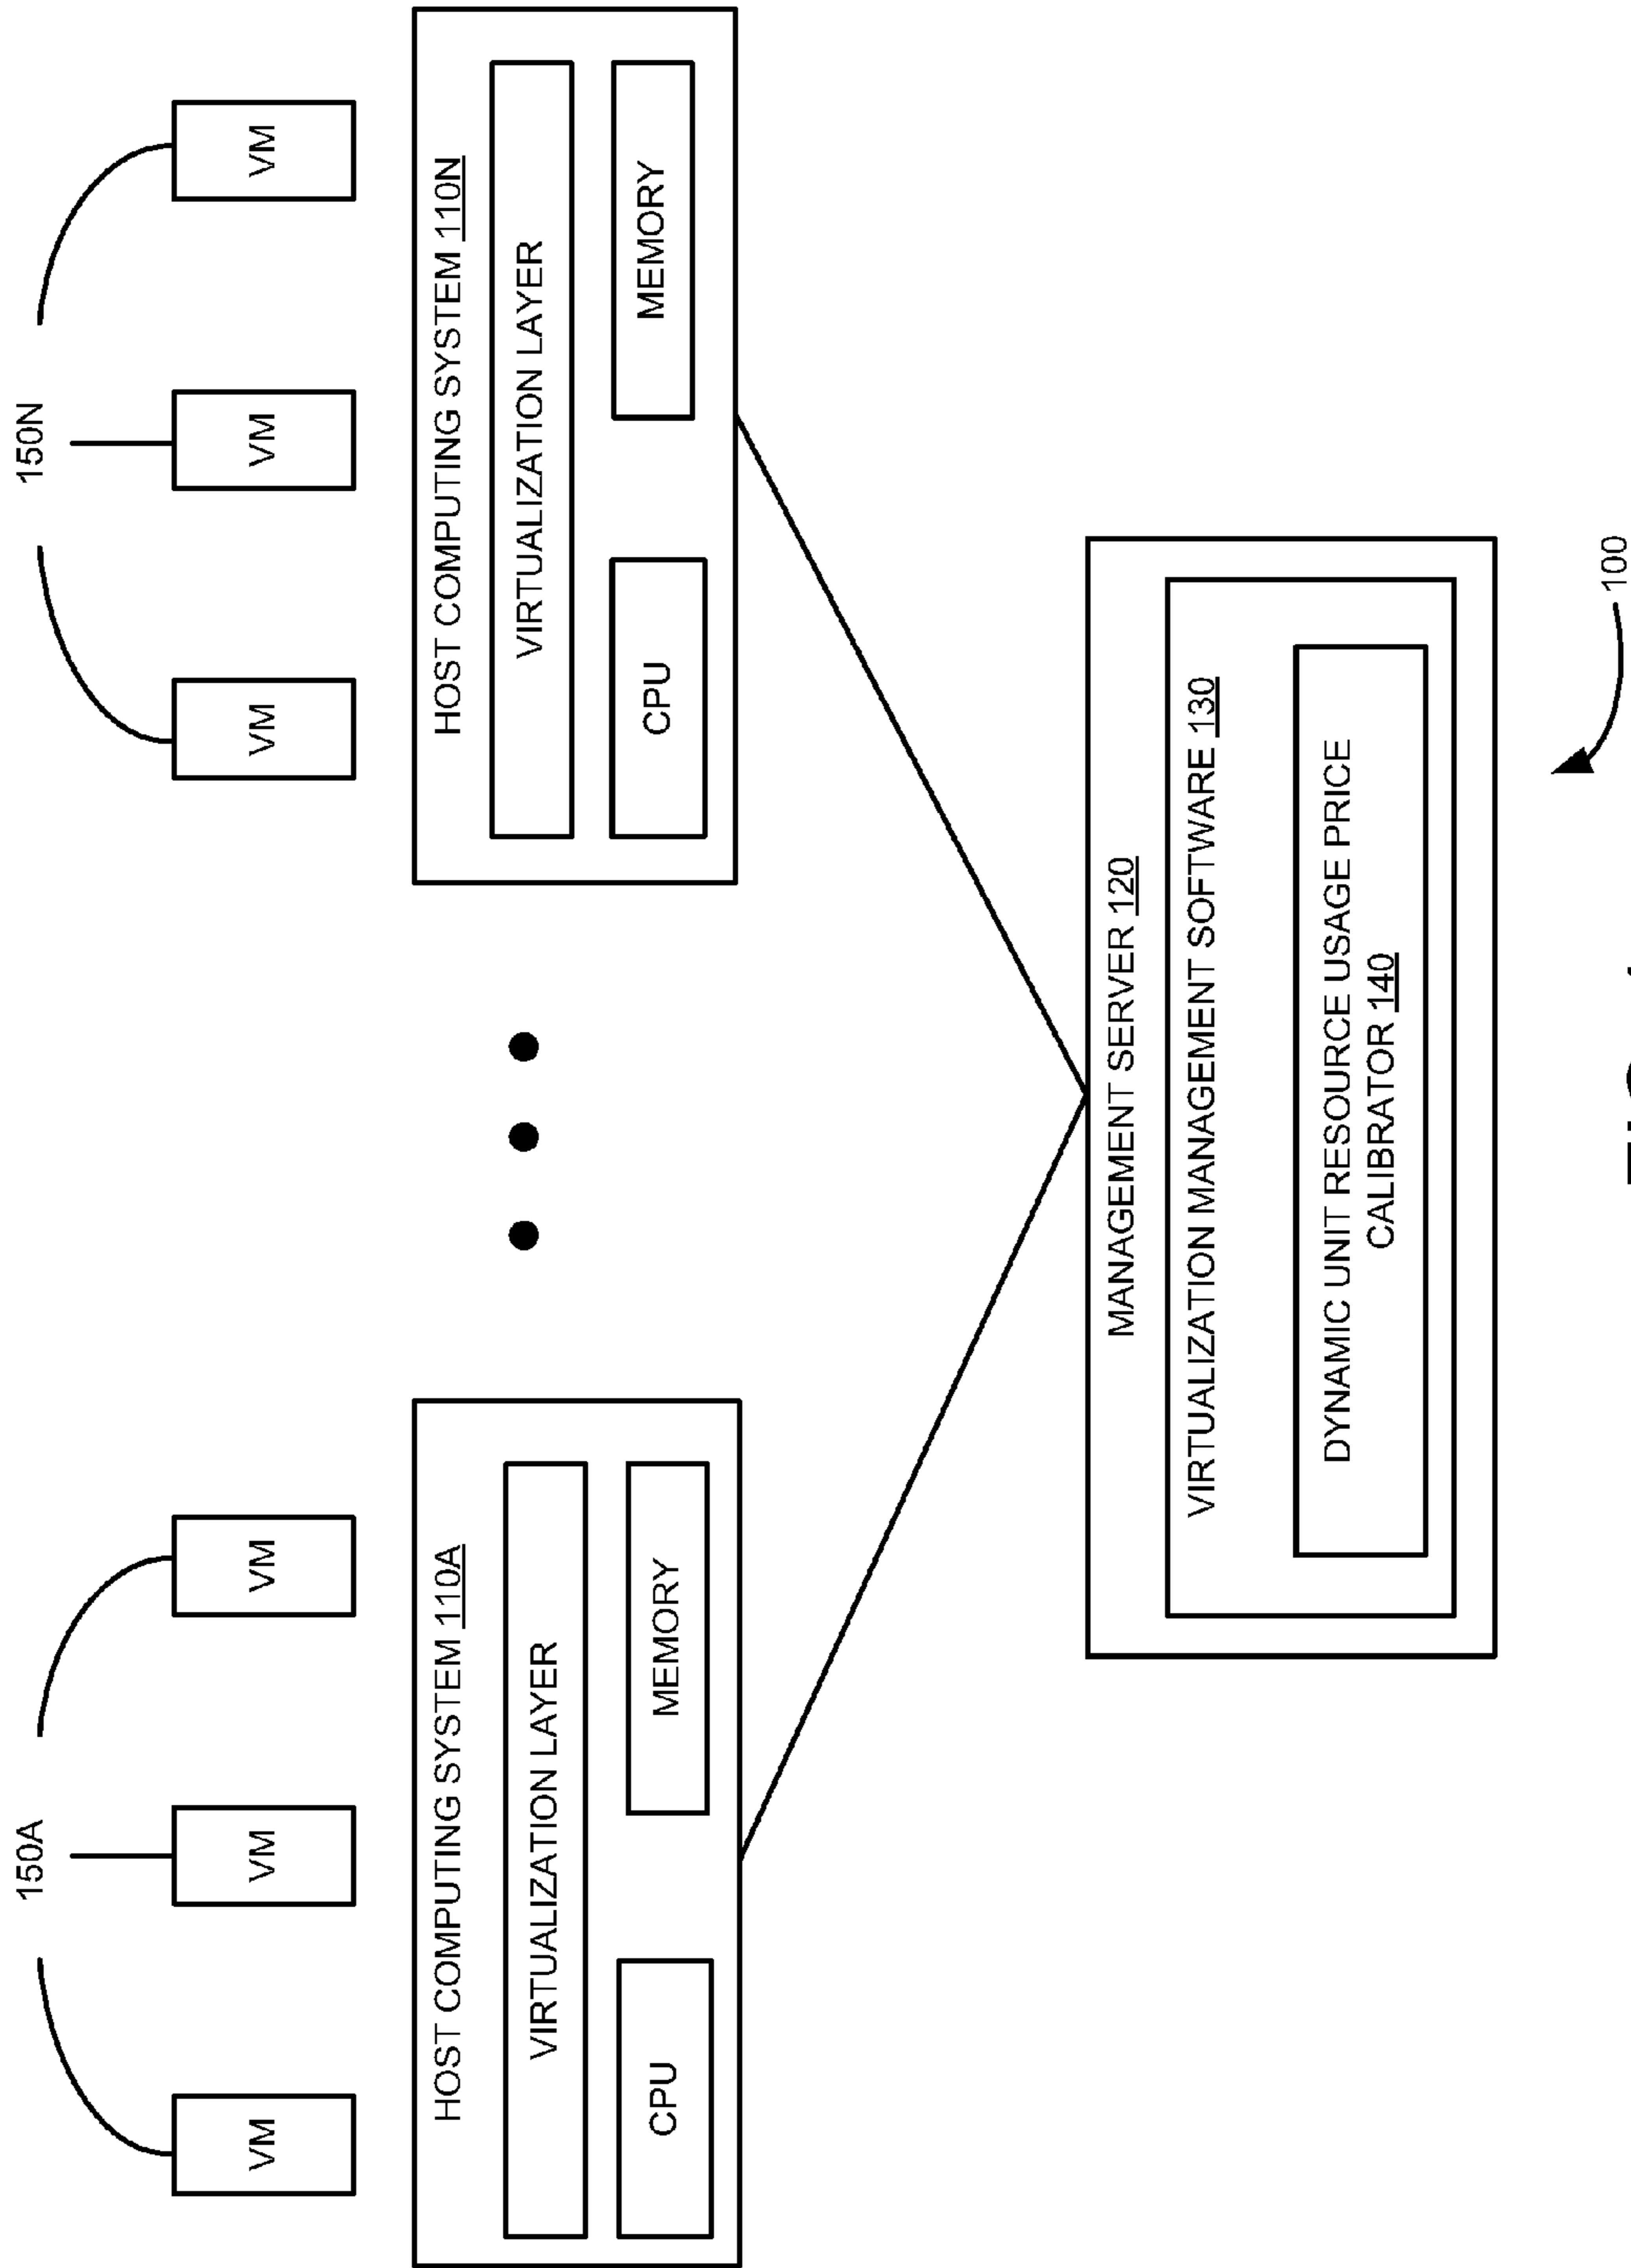 150A
150N
VM
VM
VM
VM
VM
VM
HOST COMPUTING SYSTEM 110A
VIRTUALIZATION LAYER
CPU
MEMORY
HOST COMPUTING SYSTEM 110N
VIRTUALIZATION LAYER
CPU
MEMORY
MANAGEMENT SERVER 120
VIRTUALIZATION MANAGEMENT SOFTWARE 130
DYNAMIC UNIT RESOURCE USAGE PRICE
CALIBRATOR 140
100